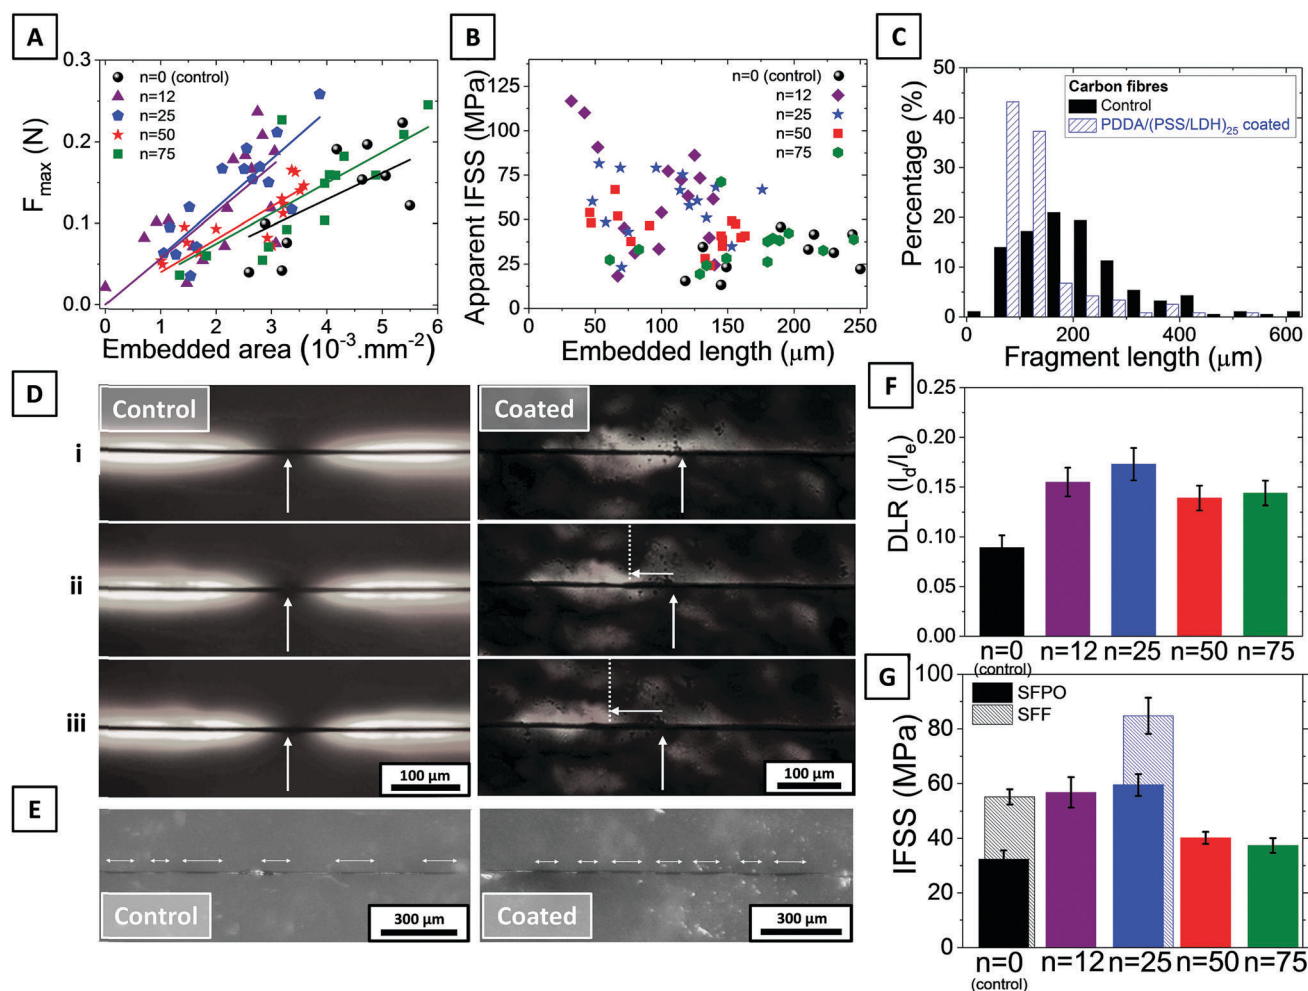 A
F_max (N)
0.3
0.2
0.1
0.0
n=0 (control)
n=12
n=25
n=50
n=75
0 1 2 3 4 5 6
Embedded area (10⁻³.mm⁻²)
B
Apparent IFSS (MPa)
125
100
75
50
25
0
n=0 (control)
n=12
n=25
n=50
n=75
50 100 150 200 250
Embedded length (μm)
C
Percentage (%)
50
40
30
20
10
0
Carbon fibres
Control
PDDA/(PSS/LDH)₂₅ coated
0 200 400 600
Fragment length (μm)
D
Control
Coated
i
ii
iii
100 μm
100 μm
E
Control
300 μm
Coated
300 μm
F
DLR (l_d/l_e)
0.25
0.20
0.15
0.10
0.05
0.00
n=0 n=12 n=25 n=50 n=75
(control)
G
IFSS (MPa)
100
80
60
40
20
0
SFPO
SFF
n=0 n=12 n=25 n=50 n=75
(control)